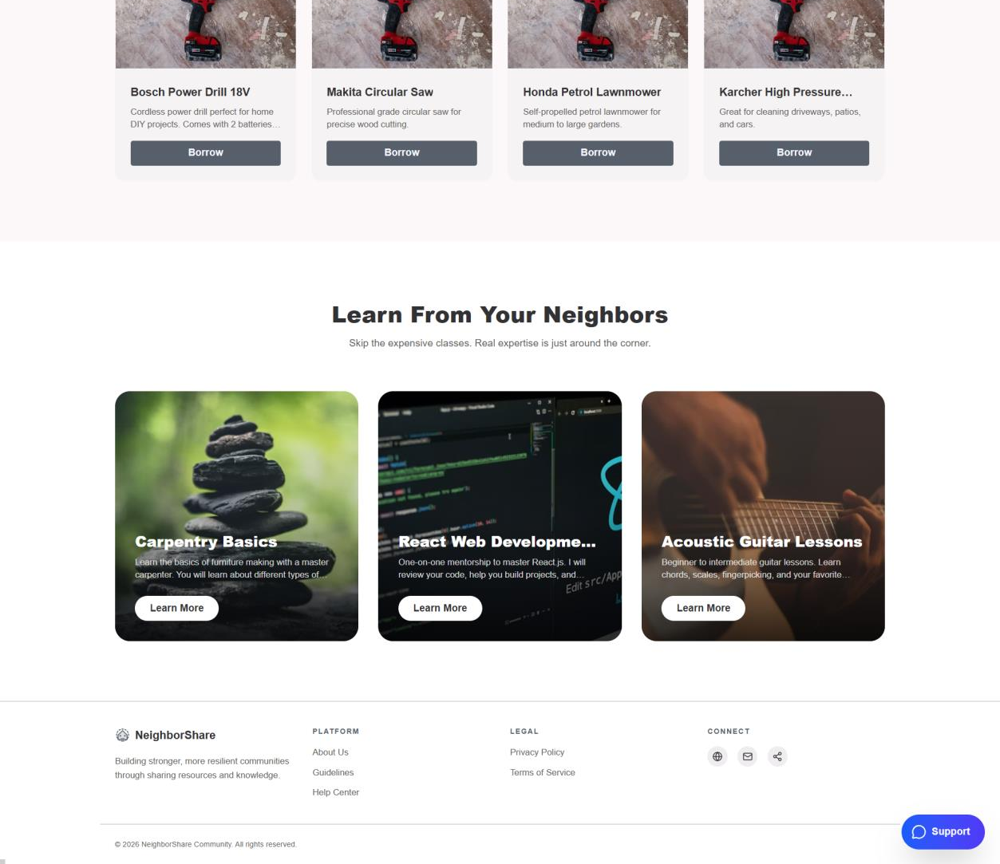 Bosch Power Drill 18V
Cordless power drill perfect for home
DIY projects. Comes with 2 batteries...
Borrow
Makita Circular Saw
Professional grade circular saw for
precise wood cutting.
Borrow
Honda Petrol Lawnmower
Self-propelled petrol lawnmower for
medium to large gardens.
Borrow
Karcher High Pressure...
Great for cleaning driveways, patios,
and cars.
Borrow
Learn From Your Neighbors
Skip the expensive classes. Real expertise is just around the corner.
Carpentry Basics
Learn the basics of furniture making with a master
carpenter. You will learn about different types of...
Learn More
React Web Developme...
One-on-one mentorship to master React.js. I will
review your code, help you build projects, and...
Edit src/App
Learn More
Acoustic Guitar Lessons
Beginner to intermediate guitar lessons. Learn
chords, scales, fingerpicking, and your favorite...
Learn More
NeighborShare
Building stronger, more resilient communities
through sharing resources and knowledge.
PLATFORM
About Us
Guidelines
Help Center
LEGAL
Privacy Policy
Terms of Service
CONNECT
Support
© 2026 NeighborShare Community. All rights reserved.